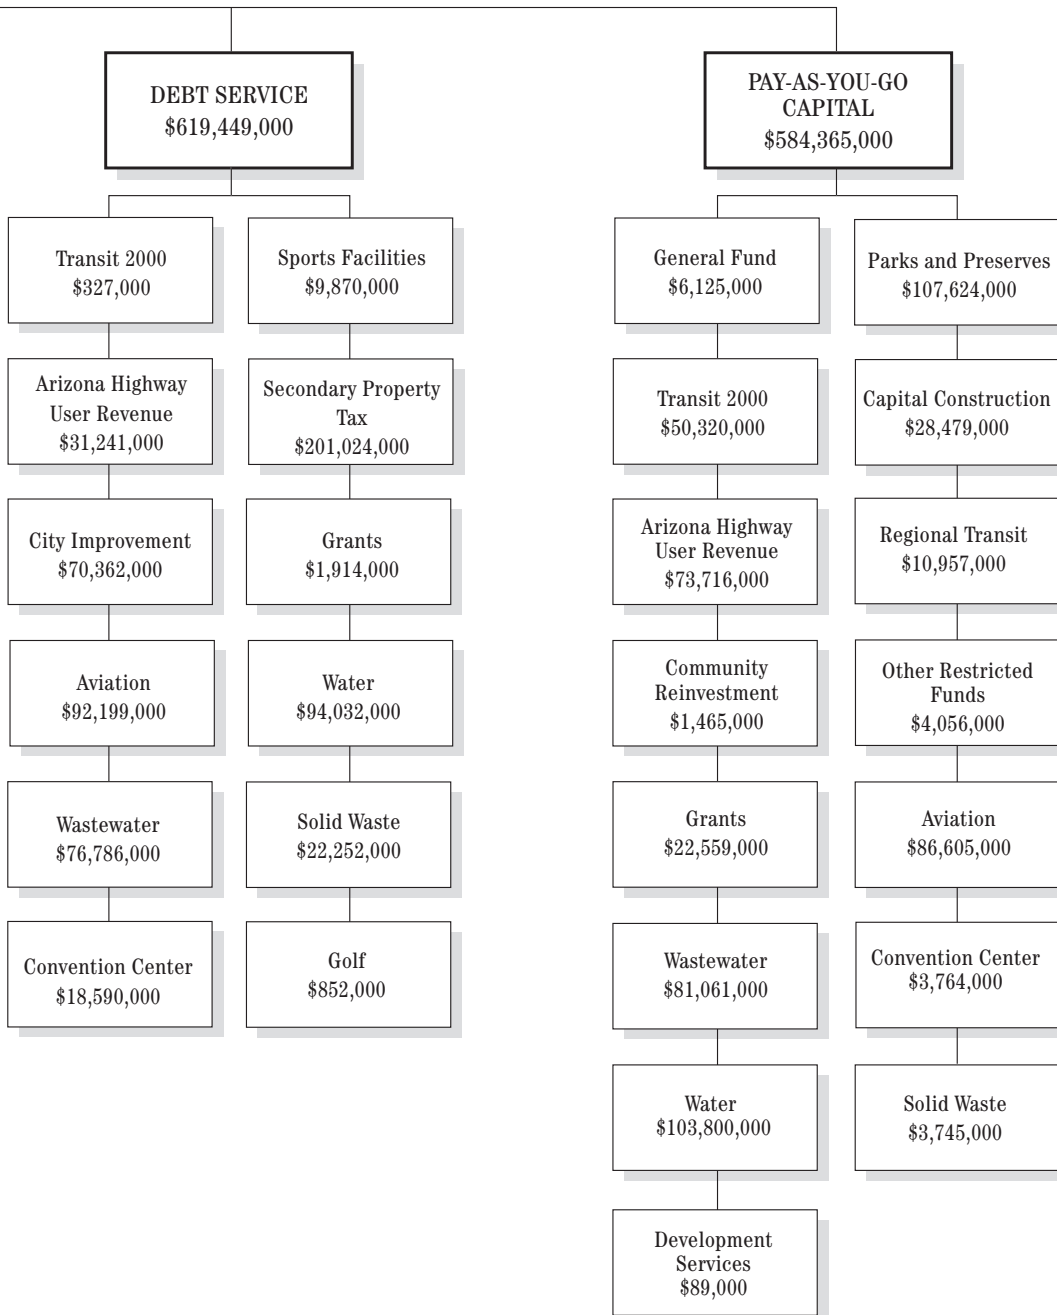 DEBT SERVICE
$619,449,000
Transit 2000
$327,000
Arizona Highway
User Revenue
$31,241,000
City Improvement
$70,362,000
Aviation
$92,199,000
Wastewater
$76,786,000
Convention Center
$18,590,000
Sports Facilities
$9,870,000
Secondary Property
Tax
$201,024,000
Grants
$1,914,000
Water
$94,032,000
Solid Waste
$22,252,000
Golf
$852,000
PAY-AS-YOU-GO
CAPITAL
$584,365,000
General Fund
$6,125,000
Transit 2000
$50,320,000
Arizona Highway
User Revenue
$73,716,000
Community
Reinvestment
$1,465,000
Grants
$22,559,000
Wastewater
$81,061,000
Water
$103,800,000
Development
Services
$89,000
Parks and Preserves
$107,624,000
Capital Construction
$28,479,000
Regional Transit
$10,957,000
Other Restricted
Funds
$4,056,000
Aviation
$86,605,000
Convention Center
$3,764,000
Solid Waste
$3,745,000